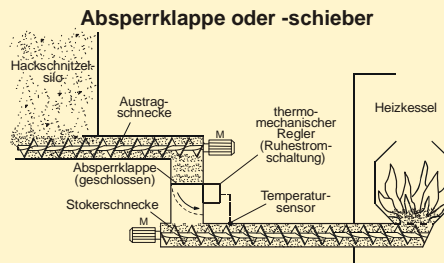 Absperrklappe oder -schieber
Hackschnitzel-
silo
Austrag-
schnecke
thermo-
mechanischer
Regler
(Ruhestrom-
schaltung)
Heizkessel
M
Absperrklappe
(geschlossen)
Temperatur-
sensor
Stokerschnecke
M